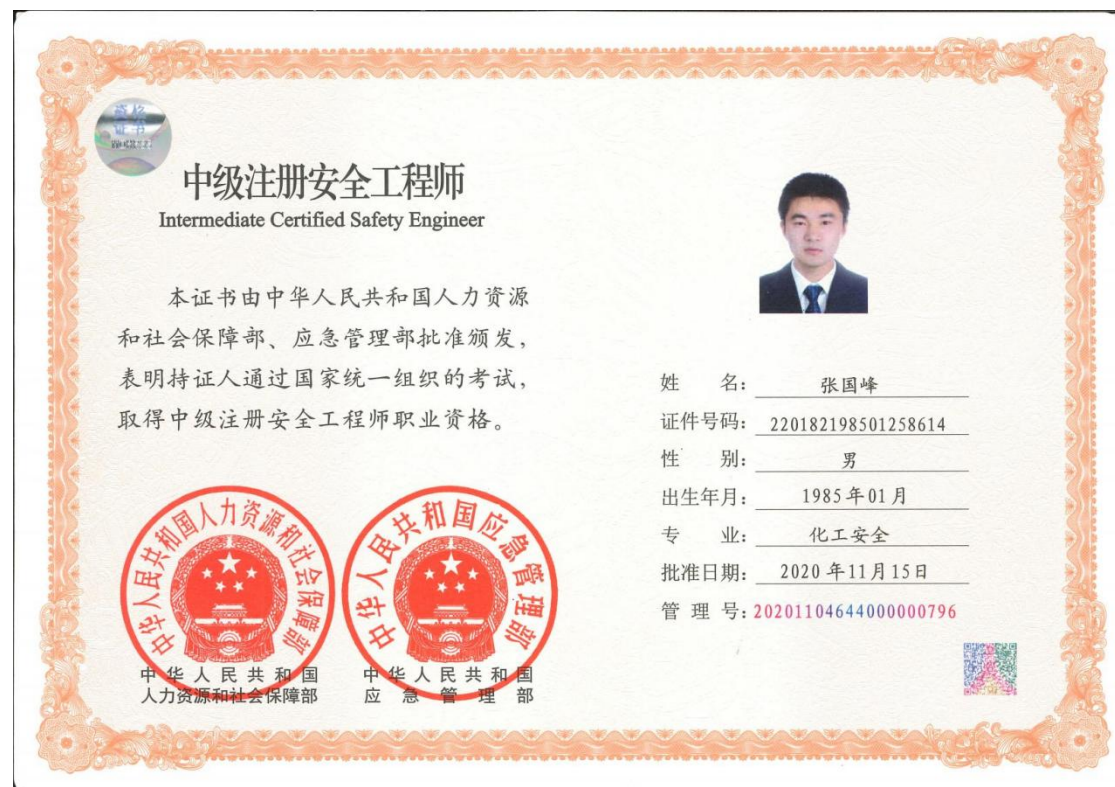 资格
证书
中级注册安全工程师
Intermediate Certified Safety Engineer
本证书由中华人民共和国人力资源
和社会保障部、应急管理部批准颁发，
表明持证人通过国家统一组织的考试，
取得中级注册安全工程师职业资格。
中华人民共和国人力资源和社会保障部
中华人民共和国应急管理部
中华人民共和国
人力资源和社会保障部
中华人民共和国
应急管理部
姓 名：张国峰
证件号码：220182198501258614
性 别：男
出生年月：1985年01月
专 业：化工安全
批准日期：2020年11月15日
管 理 号：20201104644000000796